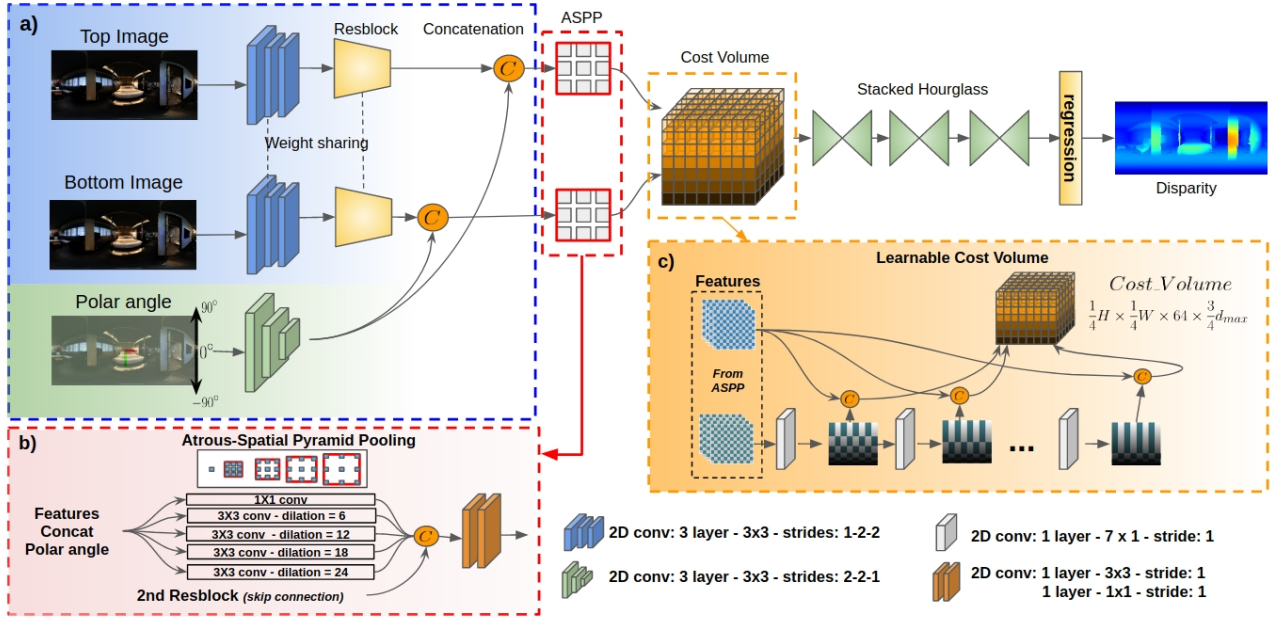 a)
Top Image
Resblock
Concatenation
C
Weight sharing
Bottom Image
C
Polar angle
90°
0°
−90°
ASPP
Cost Volume
Stacked Hourglass
regression
Disparity
b)
Atrous-Spatial Pyramid Pooling
Features
Concat
Polar angle
1X1 conv
3X3 conv - dilation = 6
3X3 conv - dilation = 12
3X3 conv - dilation = 18
3X3 conv - dilation = 24
C
2nd Resblock (skip connection)
c)
Learnable Cost Volume
Features
From
ASPP
Cost_Volume
1/4 H × 1/4 W × 64 × 3/4 d_max
C
C
C
...
2D conv: 3 layer - 3x3 - strides: 1-2-2
2D conv: 3 layer - 3x3 - strides: 2-2-1
2D conv: 1 layer - 7 x 1 - stride: 1
2D conv: 1 layer - 3x3 - stride: 1
1 layer - 1x1 - stride: 1